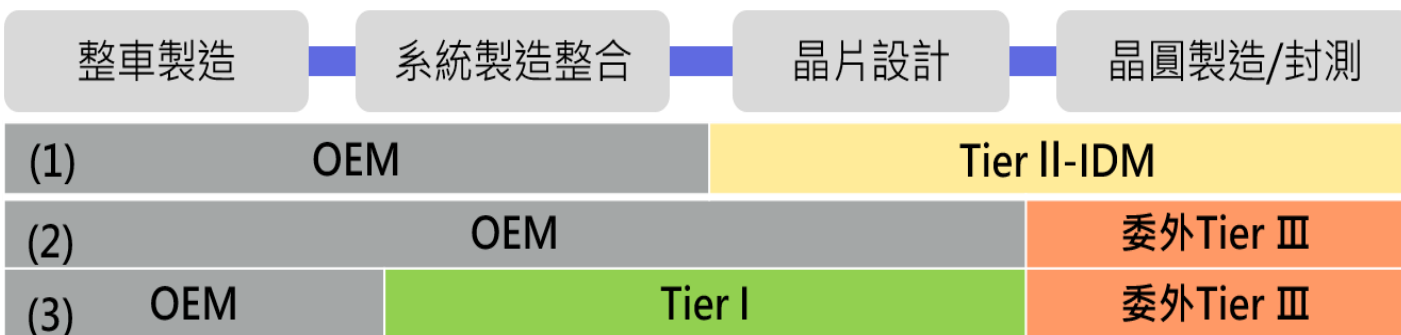 整車製造 系統製造整合 晶片設計 晶圓製造/封測
(1) OEM Tier II-IDM
(2) OEM 委外Tier Ⅲ
(3) OEM Tier I 委外Tier Ⅲ